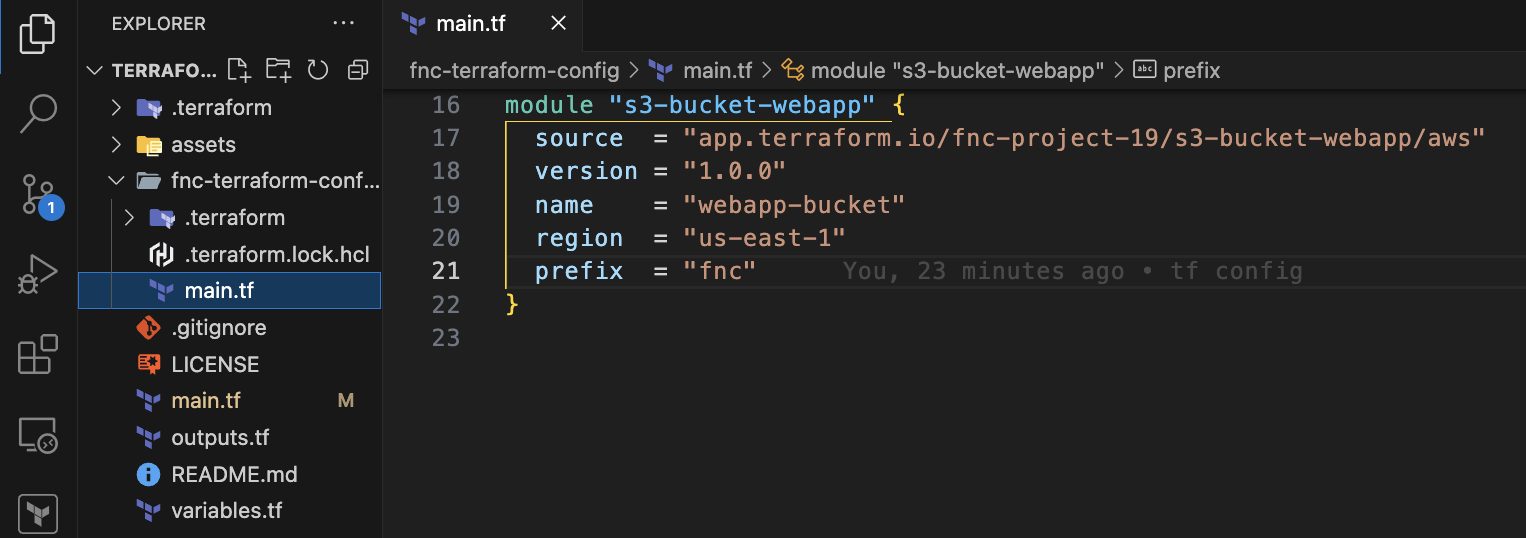 EXPLORER ...
TERRAFO...
.terraform
assets
fnc-terraform-conf...
.terraform
.terraform.lock.hcl
main.tf
.gitignore
LICENSE
main.tf M
outputs.tf
README.md
variables.tf
1
main.tf
fnc-terraform-config > main.tf > module "s3-bucket-webapp" > abc prefix
16 module "s3-bucket-webapp" {
17 source = "app.terraform.io/fnc-project-19/s3-bucket-webapp/aws"
18 version = "1.0.0"
19 name = "webapp-bucket"
20 region = "us-east-1"
21 prefix = "fnc" You, 23 minutes ago • tf config
22 }
23